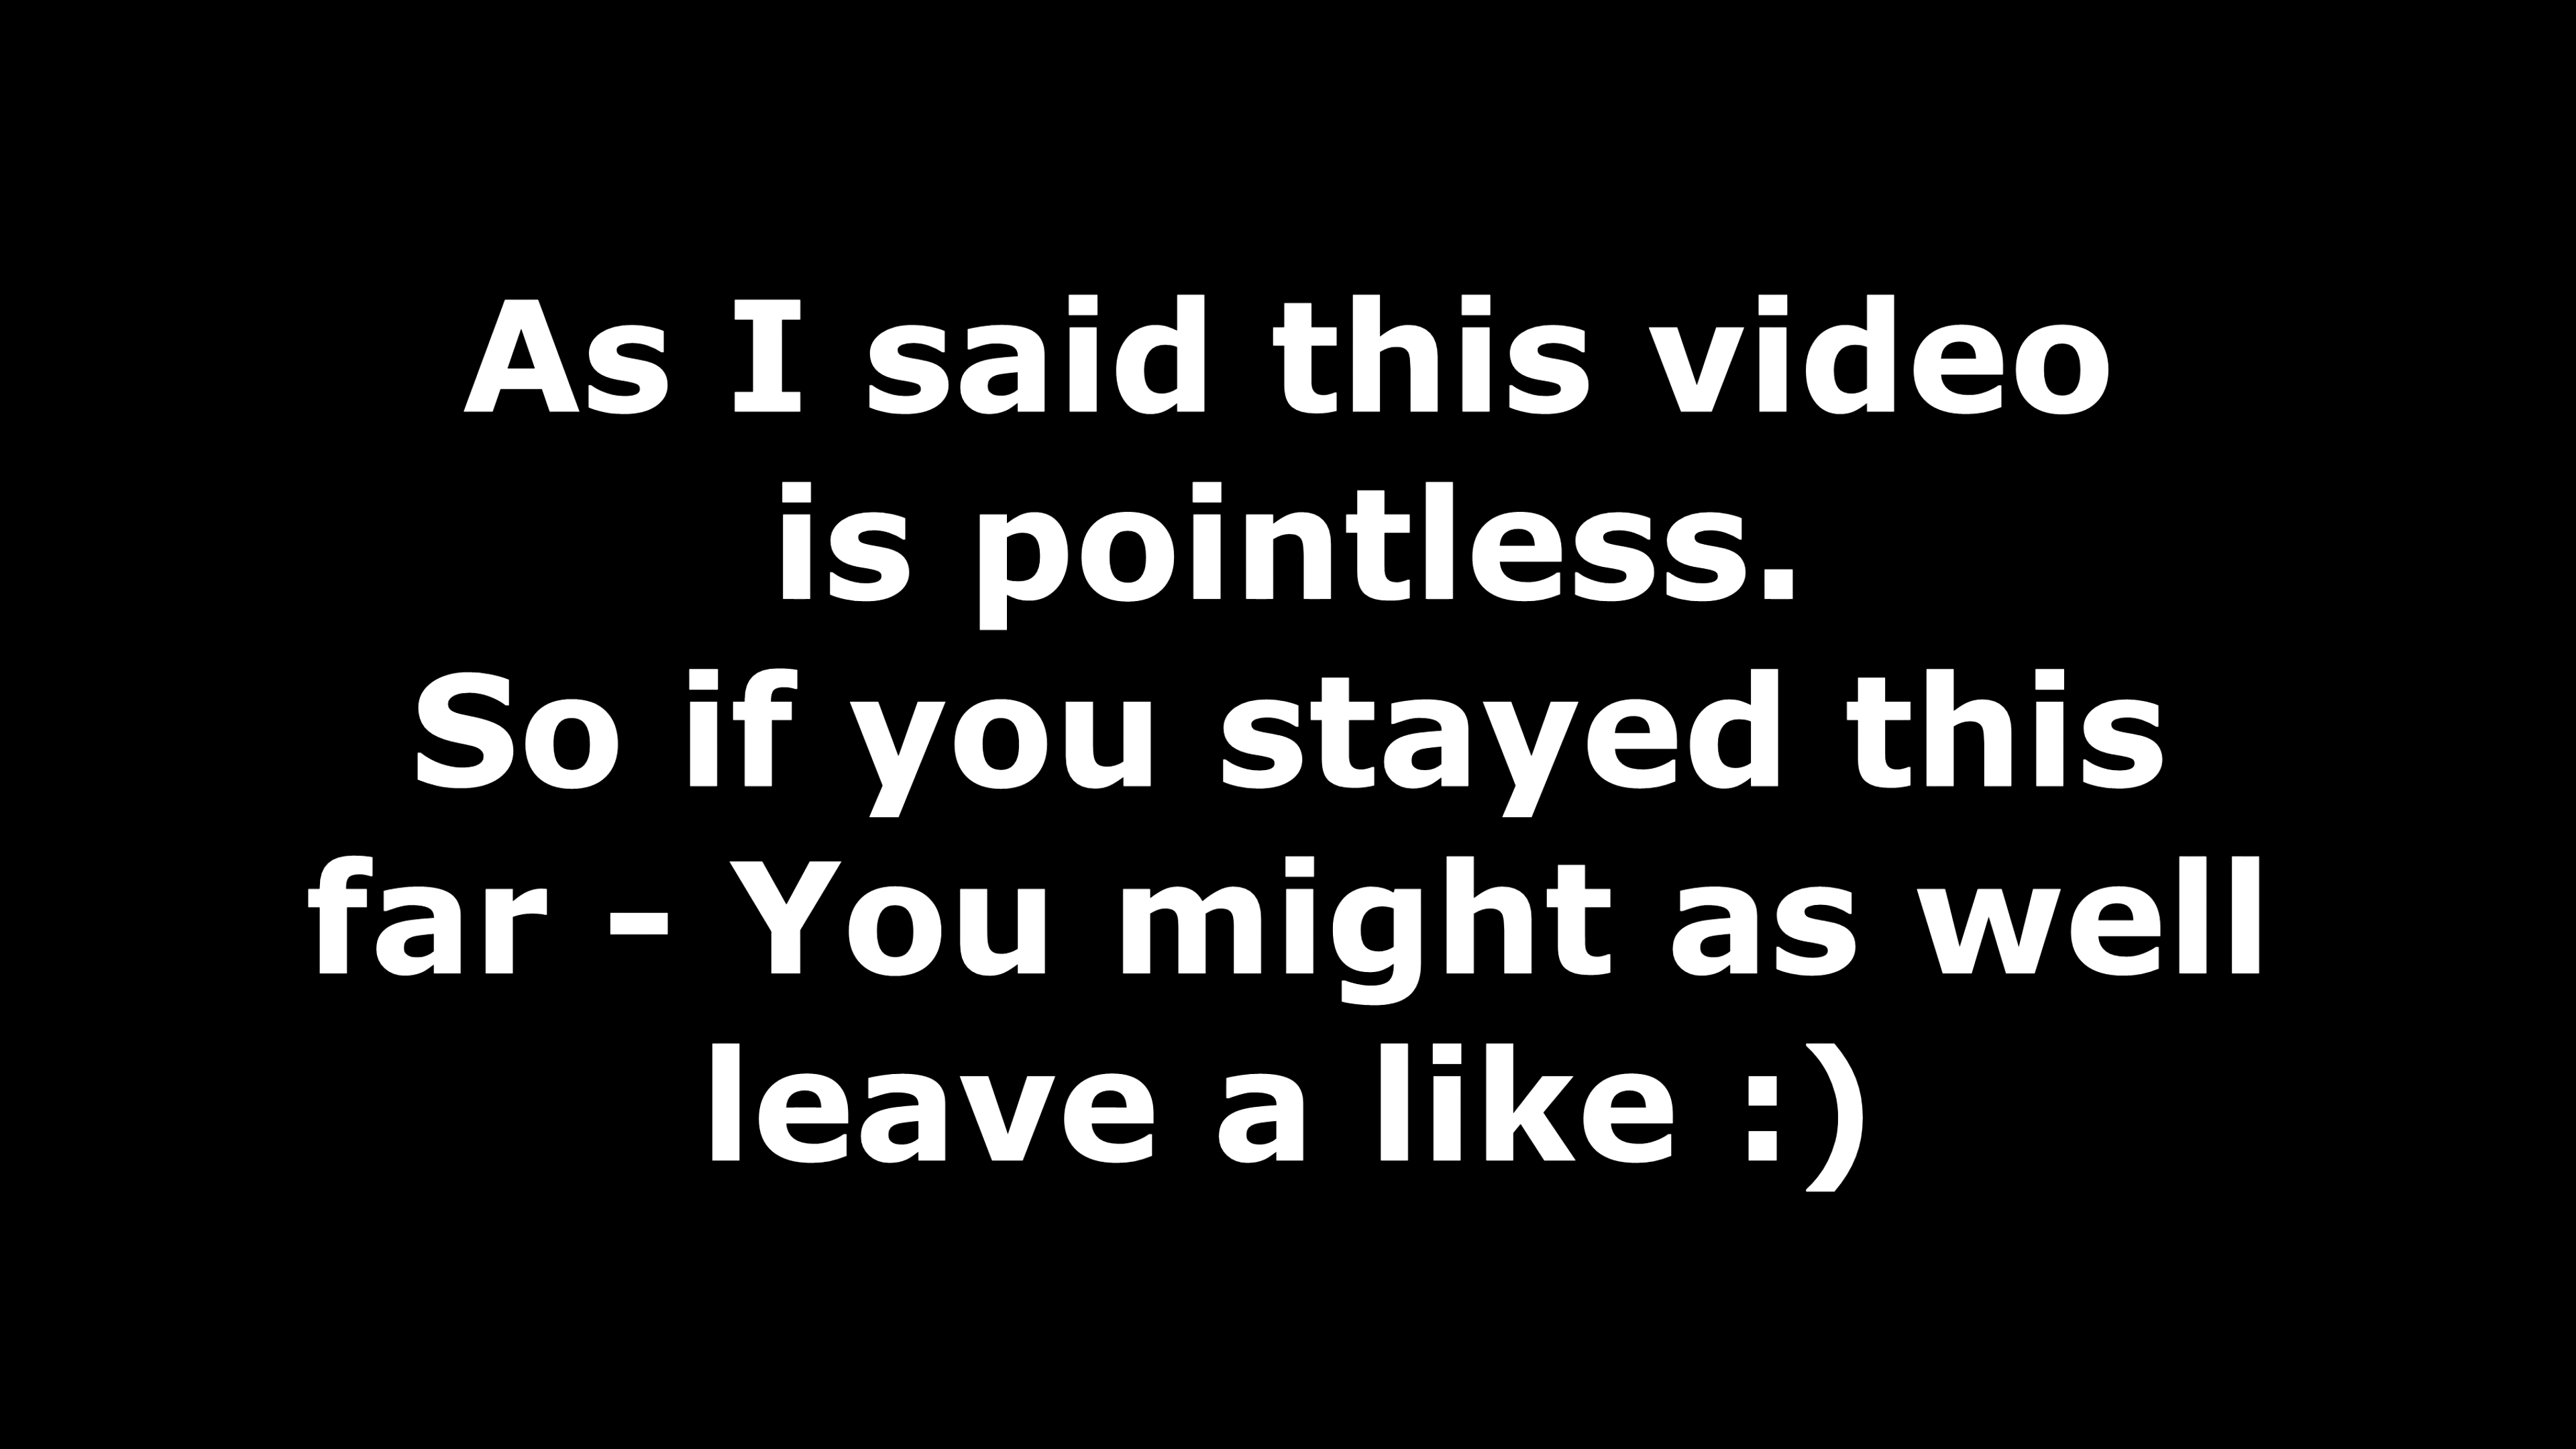 As I said this video
is pointless.
So if you stayed this
far - You might as well
leave a like :)